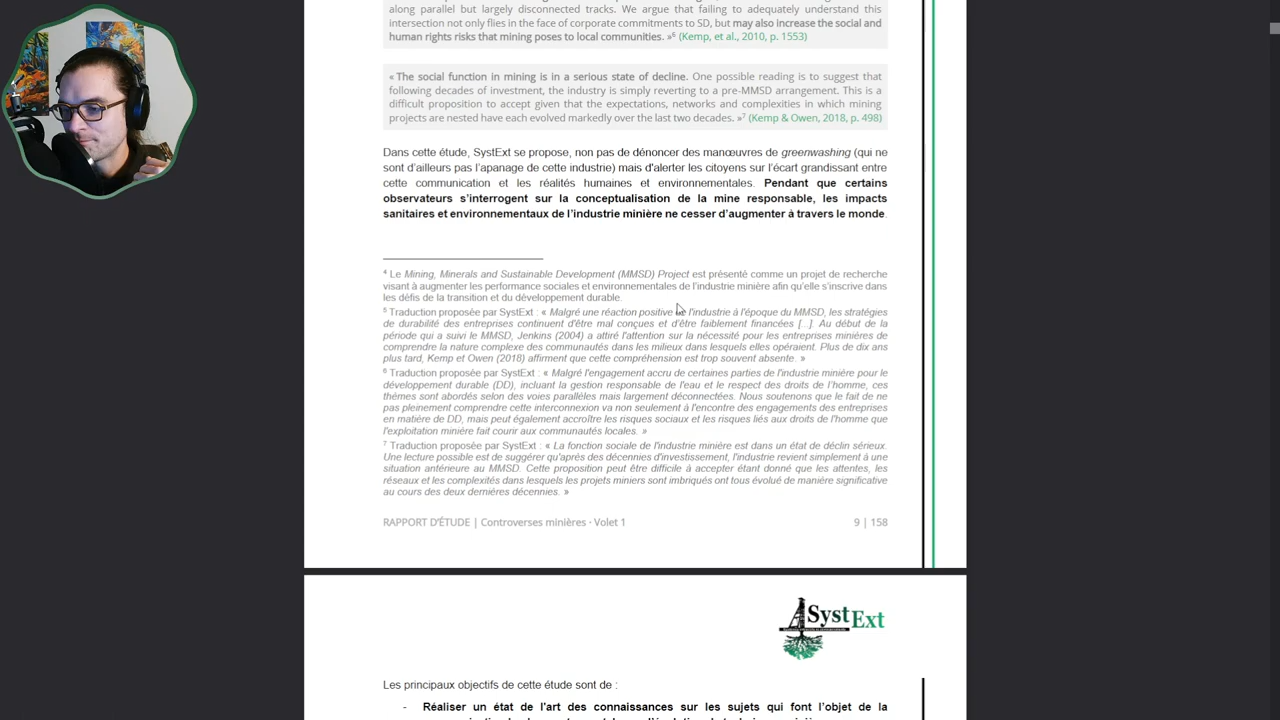 along parallel but largely disconnected tracks. We argue that failing to adequately understand this
intersection not only flies in the face of corporate commitments to SD, but may also increase the social and
human rights risks that mining poses to local communities. »⁶ (Kemp, et al., 2010, p. 1553)
« The social function in mining is in a serious state of decline. One possible reading is to suggest that
following decades of investment, the industry is simply reverting to a pre-MMSD arrangement. This is a
difficult proposition to accept given that the expectations, networks and complexities in which mining
projects are nested have each evolved markedly over the last two decades. »⁷ (Kemp & Owen, 2018, p. 498)
Dans cette étude, SystExt se propose, non pas de dénoncer des manœuvres de greenwashing (qui ne
sont d'ailleurs pas l'apanage de cette industrie) mais d'alerter les citoyens sur l'écart grandissant entre
cette communication et les réalités humaines et environnementales. Pendant que certains
observateurs s'interrogent sur la conceptualisation de la mine responsable, les impacts
sanitaires et environnementaux de l'industrie minière ne cesser d'augmenter à travers le monde.
⁴ Le Mining, Minerals and Sustainable Development (MMSD) Project est présenté comme un projet de recherche
visant à augmenter les performance sociales et environnementales de l'industrie minière afin qu'elle s'inscrive dans
les défis de la transition et du développement durable.
⁵ Traduction proposée par SystExt : « Malgré une réaction positive de l'industrie à l'époque du MMSD, les stratégies
de durabilité des entreprises continuent d'être mal conçues et d'être faiblement financées [...] Au début de la
période qui a suivi le MMSD, Jenkins (2004) a attiré l'attention sur la nécessité pour les entreprises minières de
comprendre la nature complexe des communautés dans les milieux dans lesquels elles opéraient. Plus de dix ans
plus tard, Kemp et Owen (2018) affirment que cette compréhension est trop souvent absente. »
⁶ Traduction proposée par SystExt : « Malgré l'engagement accru de certaines parties de l'industrie minière pour le
développement durable (DD), incluant la gestion responsable de l'eau et le respect des droits de l'homme, ces
thèmes sont abordés selon des voies parallèles mais largement déconnectées. Nous soutenons que le fait de ne
pas pleinement comprendre cette interconnexion va non seulement à l'encontre des engagements des entreprises
en matière de DD, mais peut également accroître les risques sociaux et les risques liés aux droits de l'homme que
l'exploitation minière fait courir aux communautés locales. »
⁷ Traduction proposée par SystExt : « La fonction sociale de l'industrie minière est dans un état de déclin sérieux.
Une lecture possible est de suggérer qu'après des décennies d'investissement, l'industrie revient simplement à une
situation antérieure au MMSD. Cette proposition peut être difficile à accepter étant donné que les attentes, les
réseaux et les complexités dans lesquels les projets miniers sont imbriqués ont tous évolué de manière significative
au cours des deux dernières décennies. »
RAPPORT D'ÉTUDE | Controverses minières · Volet 1
9 | 158
SystExt
Les principaux objectifs de cette étude sont de :
- Réaliser un état de l'art des connaissances sur les sujets qui font l'objet de la